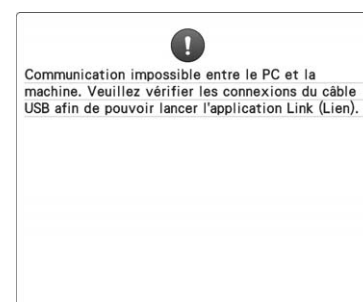 Communication impossible entre le PC et la
machine. Veuillez vérifier les connexions du câble
USB afin de pouvoir lancer l'application Link (Lien).